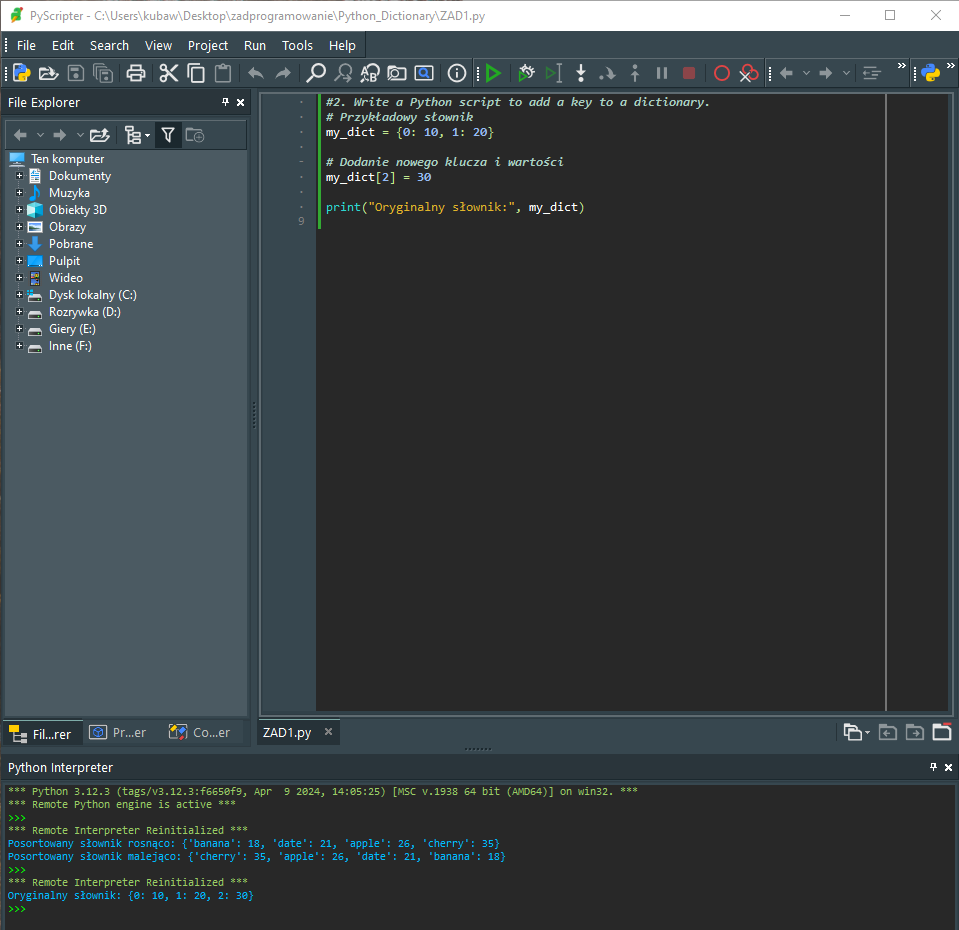 PyScripter - C:\Users\kubaw\Desktop\zadprogramowanie\Python_Dictionary\ZAD1.py
File Edit Search View Project Run Tools Help
File Explorer
Ten komputer
Dokumenty
Muzyka
Obiekty 3D
Obrazy
Pobrane
Pulpit
Wideo
Dysk lokalny (C:)
Rozrywka (D:)
Giery (E:)
Inne (F:)
Fil...rer Pr...er Co...er
#2. Write a Python script to add a key to a dictionary.
# Przykładowy słownik
my_dict = {0: 10, 1: 20}
# Dodanie nowego klucza i wartości
my_dict[2] = 30
print("Oryginalny słownik:", my_dict)
9
ZAD1.py
Python Interpreter
*** Python 3.12.3 (tags/v3.12.3:f6650f9, Apr  9 2024, 14:05:25) [MSC v.1938 64 bit (AMD64)] on win32. ***
*** Remote Python engine is active ***
>>>
*** Remote Interpreter Reinitialized ***
Posortowany słownik rosnąco: {'banana': 18, 'date': 21, 'apple': 26, 'cherry': 35}
Posortowany słownik malejąco: {'cherry': 35, 'apple': 26, 'date': 21, 'banana': 18}
>>>
*** Remote Interpreter Reinitialized ***
Oryginalny słownik: {0: 10, 1: 20, 2: 30}
>>>